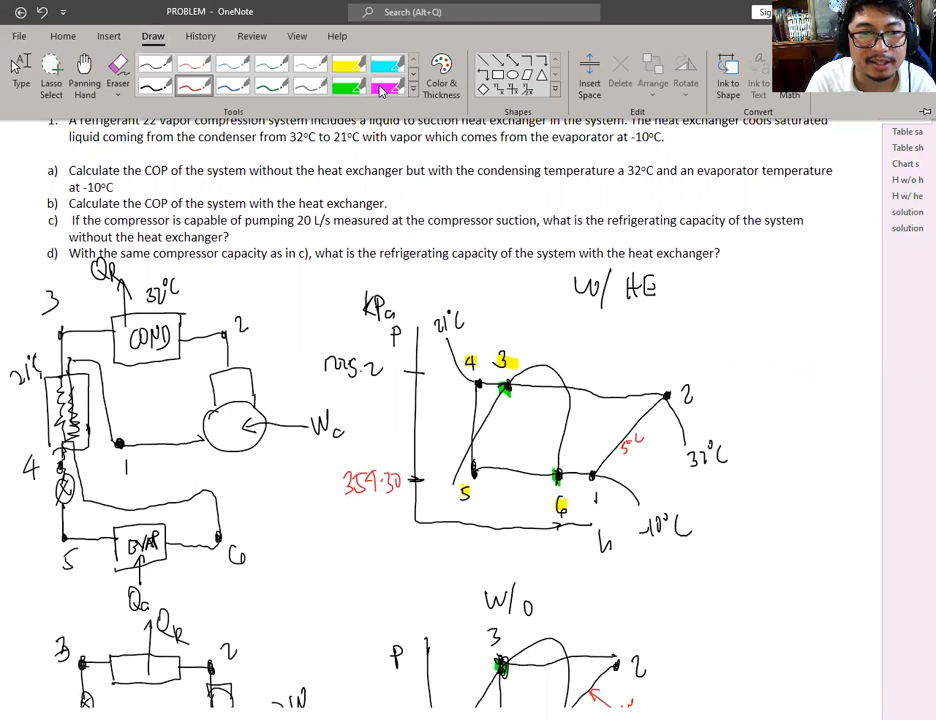 PROBLEM - OneNote
Search (Alt+Q)
File Home Insert Draw History Review View Help
Type
Lasso Select
Panning Hand
Eraser
Color & Thickness
Insert Space
Delete
Arrange
Rotate
Ink to Shape
Ink to Text
Math
Tools
Shapes
Edit
1. A refrigerant 22 vapor compression system includes a liquid to suction heat exchanger in the system. The heat exchanger cools saturated
liquid coming from the condenser from 32°C to 21°C with vapor which comes from the evaporator at -10°C.
a) Calculate the COP of the system without the heat exchanger but with the condensing temperature a 32°C and an evaporator temperature
at -10°C
b) Calculate the COP of the system with the heat exchanger.
c) If the compressor is capable of pumping 20 L/s measured at the compressor suction, what is the refrigerating capacity of the system
without the heat exchanger?
d) With the same compressor capacity as in c), what is the refrigerating capacity of the system with the heat exchanger?
Table sa
Table sh
Chart s
H w/o h
H w/ he
solution
solution
QR
32°C
3
COND
2
21°C
1
4
5
EVAP
6
Qa
W/ HE
KPa
P
21°C
4
3
2
5°C
32°C
354.30
5
6
1
-10°C
h
QR
3
2
W/O
3
P
2